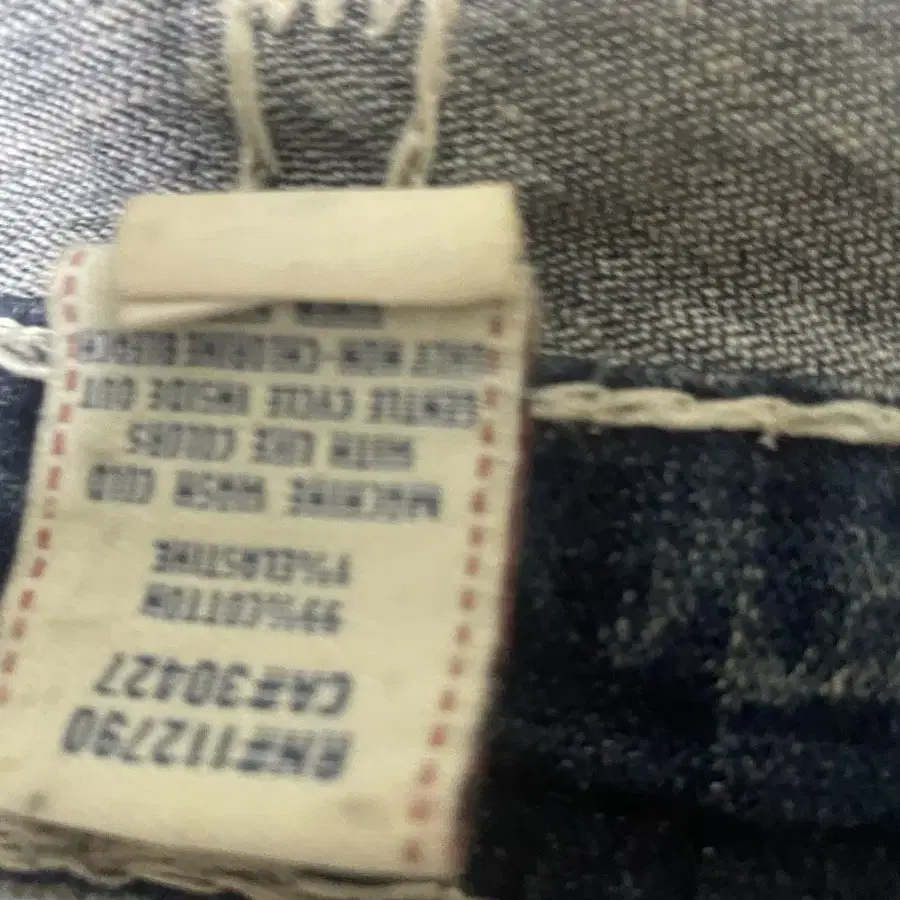 RN#112790
CA#30427
99%COTTON
1%ELASTINE
MACHINE WASH COLD
WITH LIKE COLORS
GENTLE CYCLE INSIDE OUT
ONLY NON-CHLORINE BLEACH